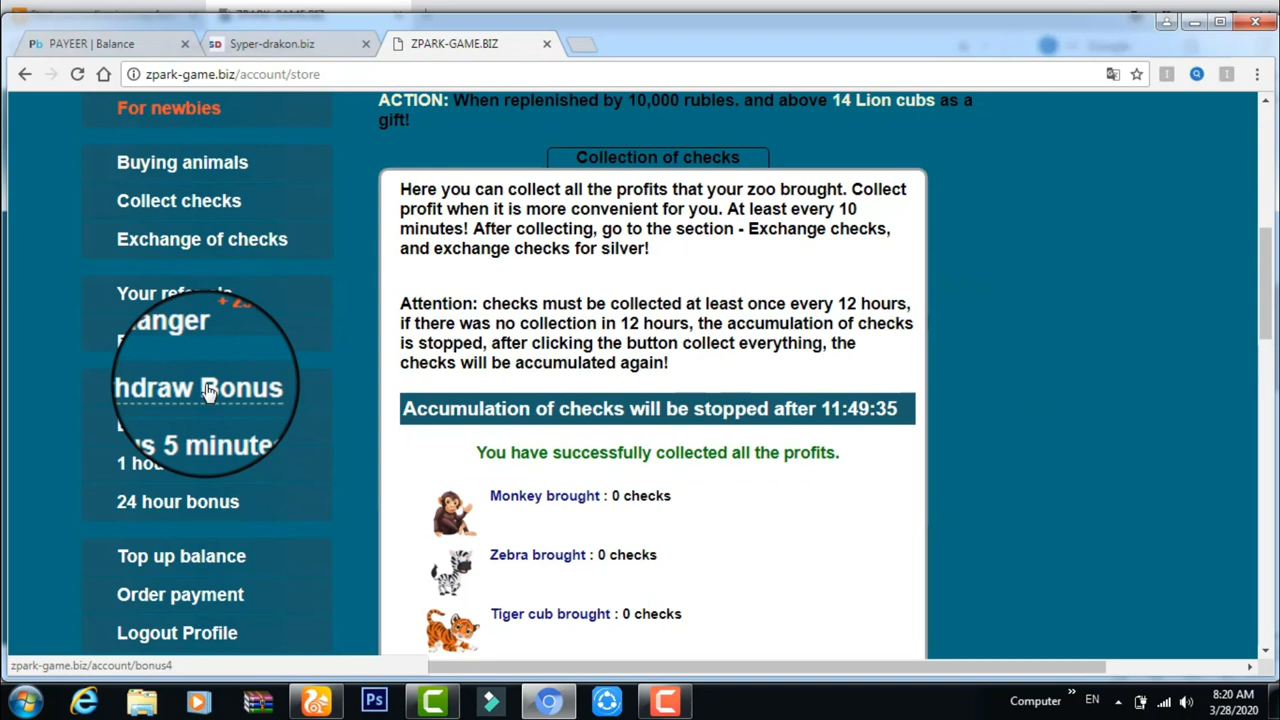 PAYEER | Balance
Syper-drakon.biz
ZPARK-GAME.BIZ
zpark-game.biz/account/store
For newbies
Buying animals
Collect checks
Exchange of checks
Your
hdraw Bonus
5 minute
24 hour bonus
Top up balance
Order payment
Logout Profile
ACTION: When replenished by 10,000 rubles. and above 14 Lion cubs as a
gift!
Collection of checks
Here you can collect all the profits that your zoo brought. Collect
profit when it is more convenient for you. At least every 10
minutes! After collecting, go to the section - Exchange checks,
and exchange checks for silver!
Attention: checks must be collected at least once every 12 hours,
if there was no collection in 12 hours, the accumulation of checks
is stopped, after clicking the button collect everything, the
checks will be accumulated again!
Accumulation of checks will be stopped after 11:49:35
You have successfully collected all the profits.
Monkey brought : 0 checks
Zebra brought : 0 checks
Tiger cub brought : 0 checks
zpark-game.biz/account/bonus4
Computer
EN
8:20 AM
3/28/2020